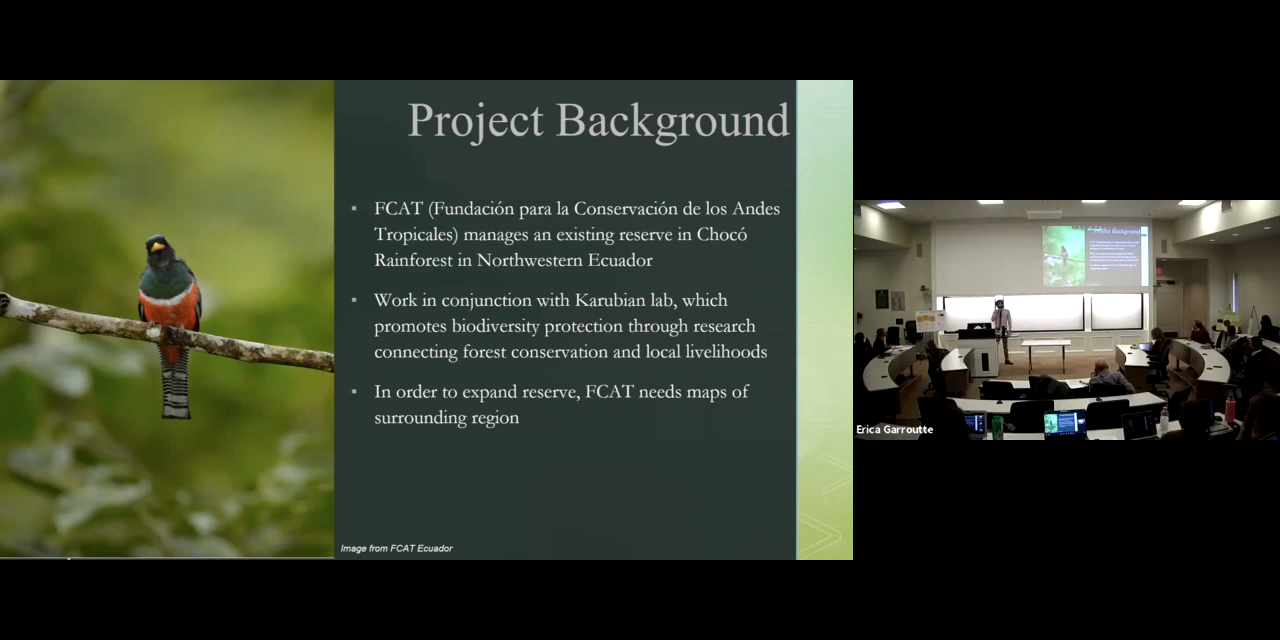 Project Background
▪ FCAT (Fundación para la Conservación de los Andes
Tropicales) manages an existing reserve in Chocó
Rainforest in Northwestern Ecuador
▪ Work in conjunction with Karubian lab, which
promotes biodiversity protection through research
connecting forest conservation and local livelihoods
▪ In order to expand reserve, FCAT needs maps of
surrounding region
Image from FCAT Ecuador
Project Background
Erica Garroutte